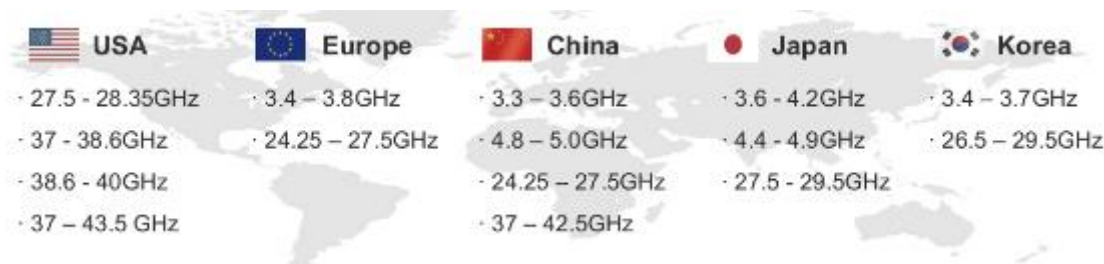 USA
· 27.5 - 28.35GHz
· 37 - 38.6GHz
· 38.6 - 40GHz
· 37 – 43.5 GHz
Europe
· 3.4 – 3.8GHz
· 24.25 – 27.5GHz
China
· 3.3 – 3.6GHz
· 4.8 – 5.0GHz
· 24.25 – 27.5GHz
· 37 – 42.5GHz
Japan
· 3.6 - 4.2GHz
· 4.4 - 4.9GHz
· 27.5 - 29.5GHz
Korea
· 3.4 – 3.7GHz
· 26.5 – 29.5GHz